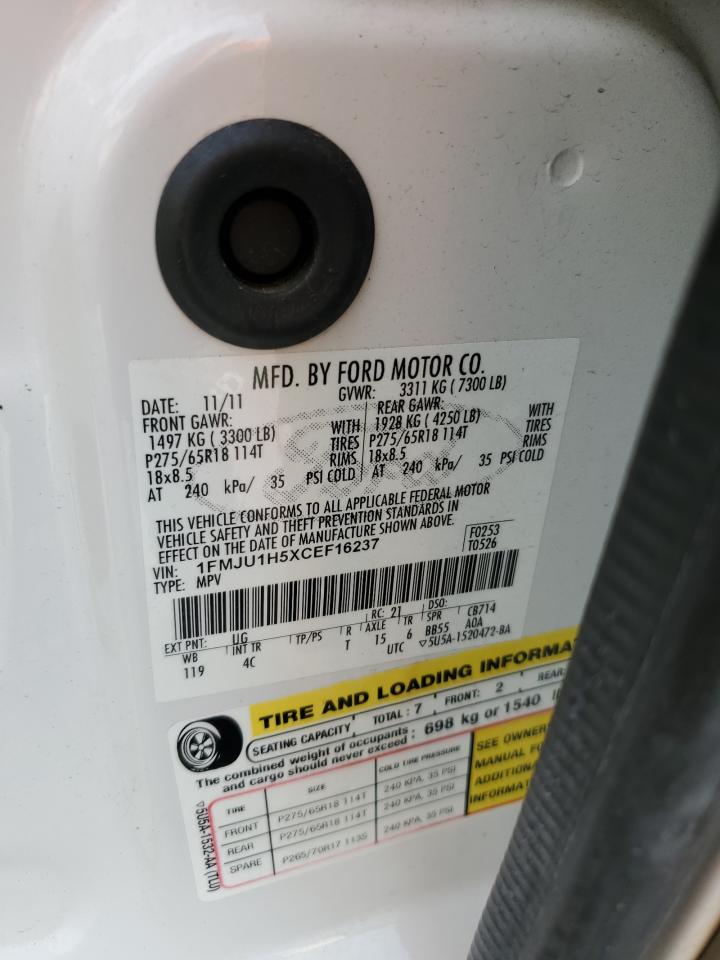 MFD. BY FORD MOTOR CO.
DATE: 11/11 GVWR: 3311 KG ( 7300 LB)
FRONT GAWR: REAR GAWR:
1497 KG ( 3300 LB) WITH 1928 KG ( 4250 LB) WITH
P275/65R18 114T TIRES P275/65R18 114T TIRES
18x8.5 RIMS 18x8.5 RIMS
AT 240 kPa/ 35 PSI COLD AT 240 kPa/ 35 PSI COLD
THIS VEHICLE CONFORMS TO ALL APPLICABLE FEDERAL MOTOR
VEHICLE SAFETY AND THEFT PREVENTION STANDARDS IN
EFFECT ON THE DATE OF MANUFACTURE SHOWN ABOVE.
VIN: 1FMJU1H5XCEF16237 F0253
TYPE: MPV T0526
EXT PNT: UG RC: 21 DSO: CB714
WB INT TR TP/PS R AXLE TR SPR A0A
119 4C T 15 6 BB55
UTC ▽5U5A-1520472-BA
TIRE AND LOADING INFORMA
SEATING CAPACITY TOTAL : 7 FRONT: 2 REAR:
The combined weight of occupants
and cargo should never exceed : 698 kg or 1540
TIRE SIZE COLD TIRE PRESSURE
FRONT P275/65R18 114T 240 KPA, 35 PSI
REAR P275/65R18 114T 240 KPA, 35 PSI
SPARE P265/70R17 113S 240 KPA, 35 PSI
SEE OWNER
MANUAL FO
ADDITIONA
INFORMAT
▽5U5A-1532-AA (TLU)